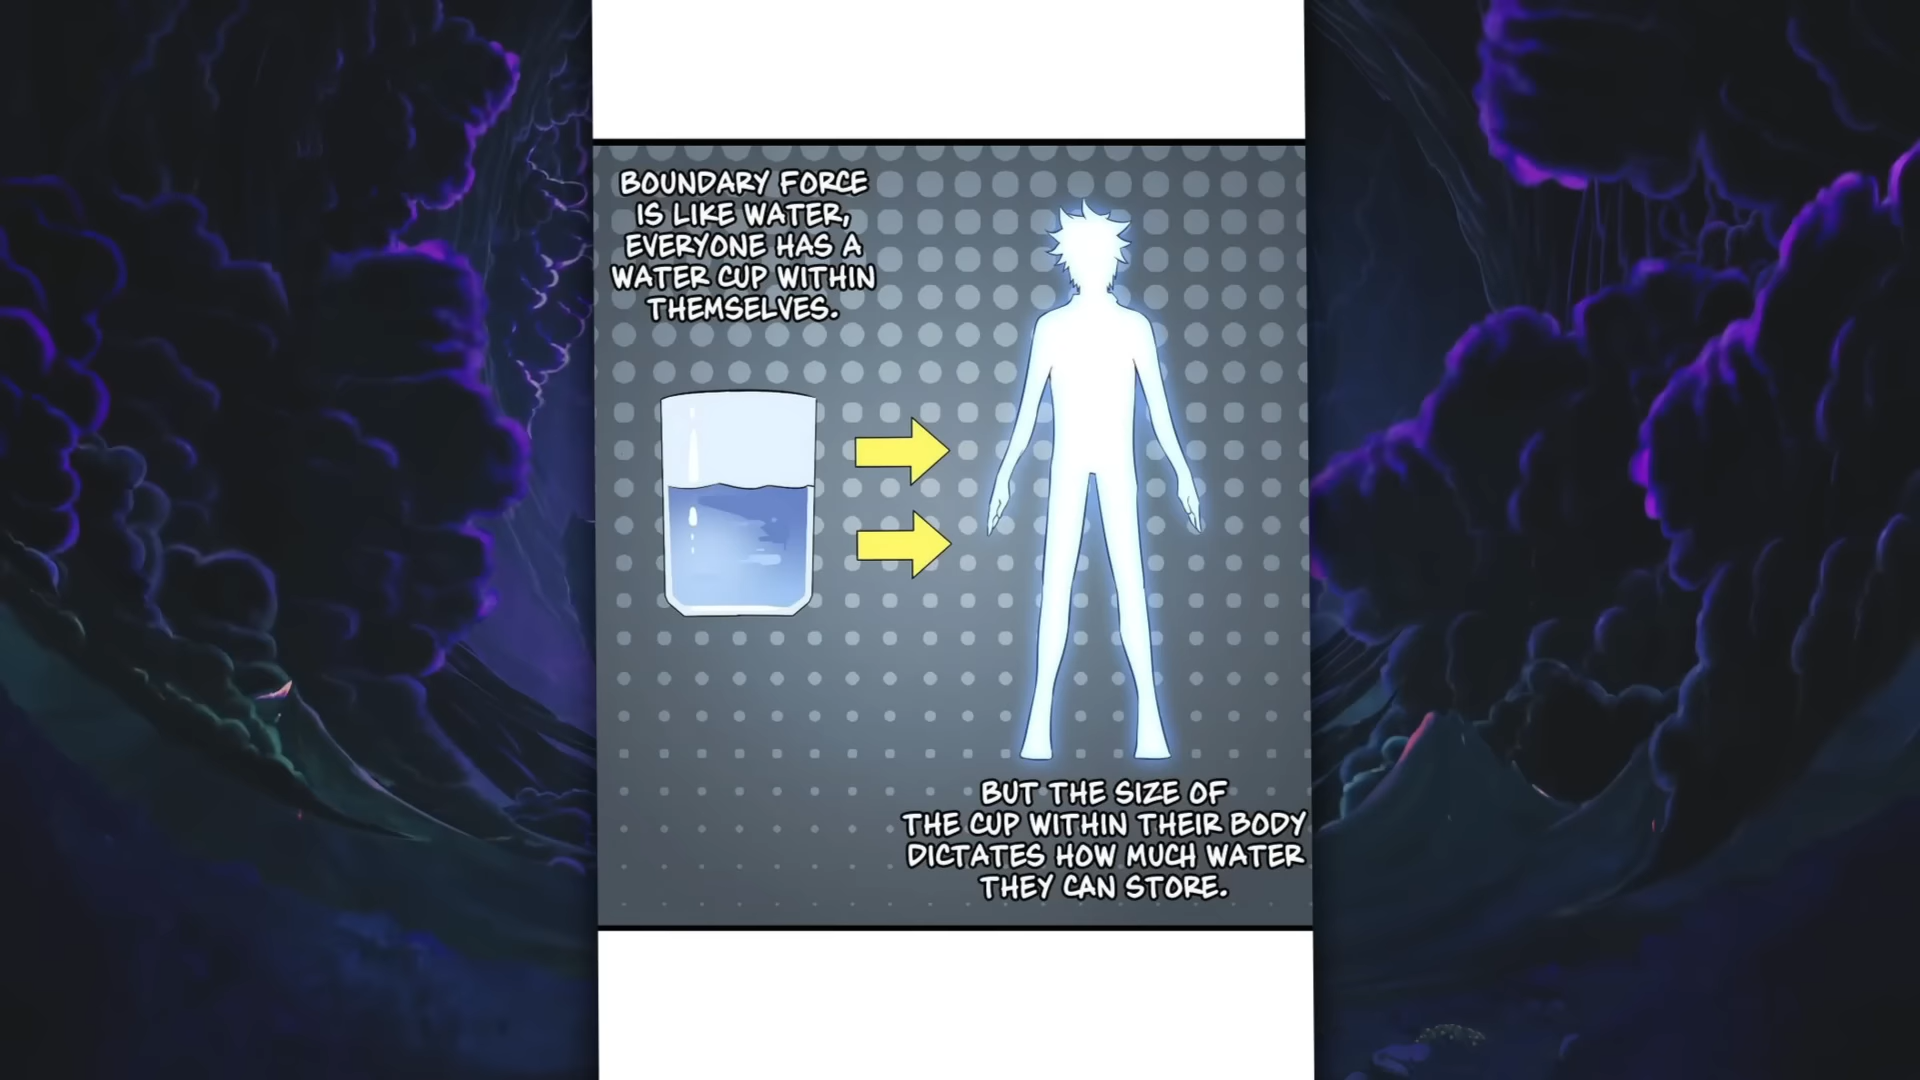 BOUNDARY FORCE
IS LIKE WATER,
EVERYONE HAS A
WATER CUP WITHIN
THEMSELVES.
BUT THE SIZE OF
THE CUP WITHIN THEIR BODY
DICTATES HOW MUCH WATER
THEY CAN STORE.